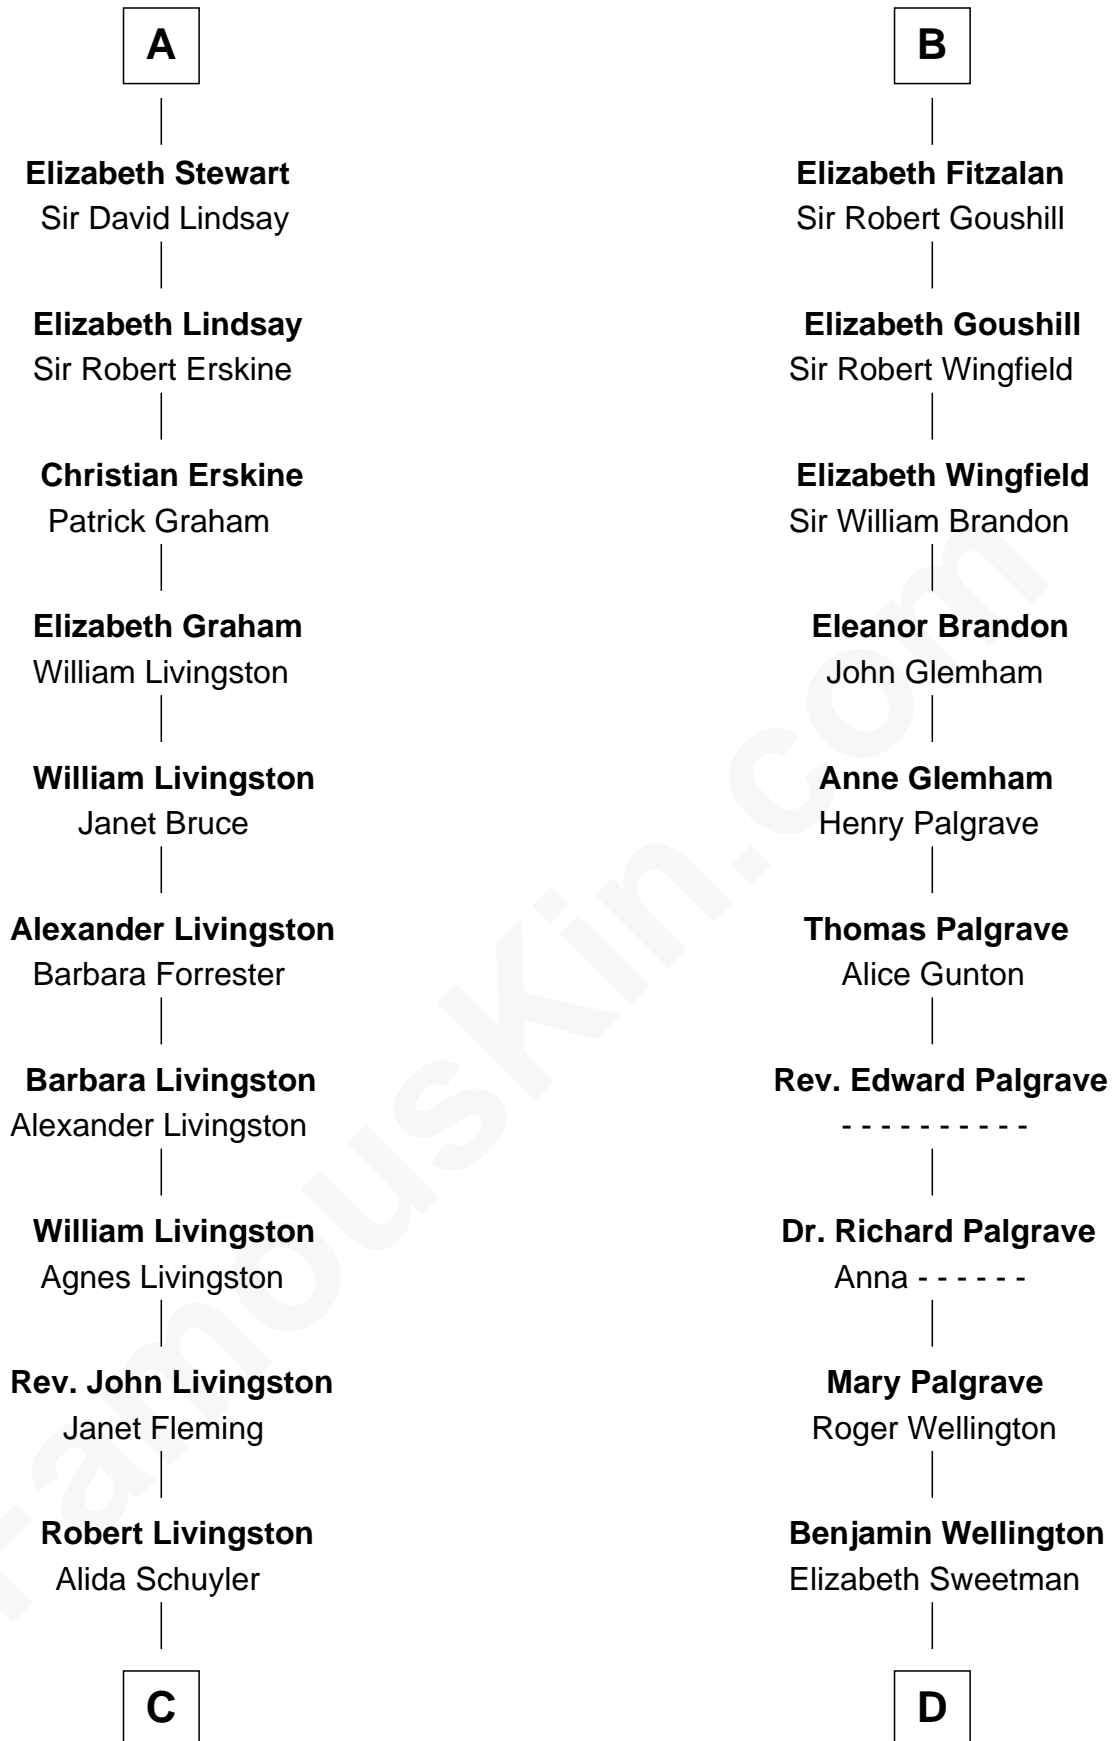 A
Elizabeth Stewart
Sir David Lindsay
Elizabeth Lindsay
Sir Robert Erskine
Christian Erskine
Patrick Graham
Elizabeth Graham
William Livingston
William Livingston
Janet Bruce
Alexander Livingston
Barbara Forrester
Barbara Livingston
Alexander Livingston
William Livingston
Agnes Livingston
Rev. John Livingston
Janet Fleming
Robert Livingston
Alida Schuyler
C
B
Elizabeth Fitzalan
Sir Robert Goushill
Elizabeth Goushill
Sir Robert Wingfield
Elizabeth Wingfield
Sir William Brandon
Eleanor Brandon
John Glemham
Anne Glemham
Henry Palgrave
Thomas Palgrave
Alice Gunton
Rev. Edward Palgrave
- - - - - - - - - -
Dr. Richard Palgrave
Anna - - - - - -
Mary Palgrave
Roger Wellington
Benjamin Wellington
Elizabeth Sweetman
D
FamousKin.com